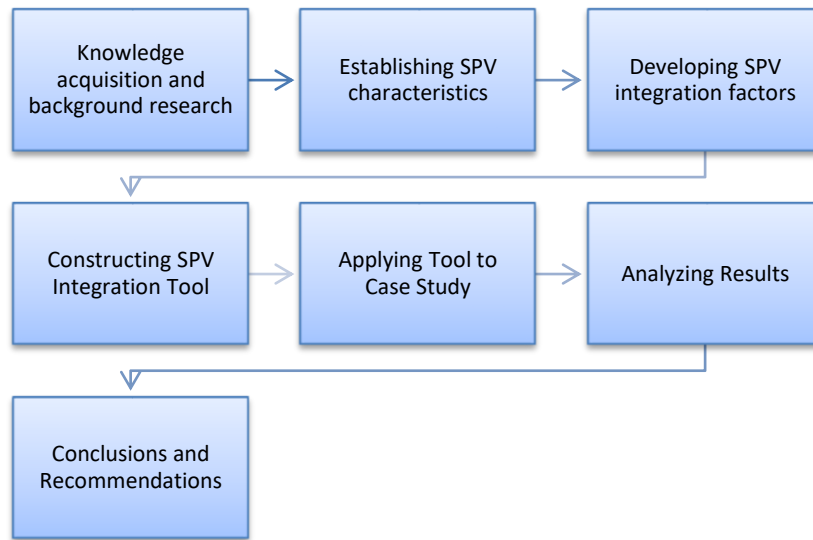 Knowledge
acquisition and
background research
Establishing SPV
characteristics
Developing SPV
integration factors
Constructing SPV
Integration Tool
Applying Tool to
Case Study
Analyzing Results
Conclusions and
Recommendations